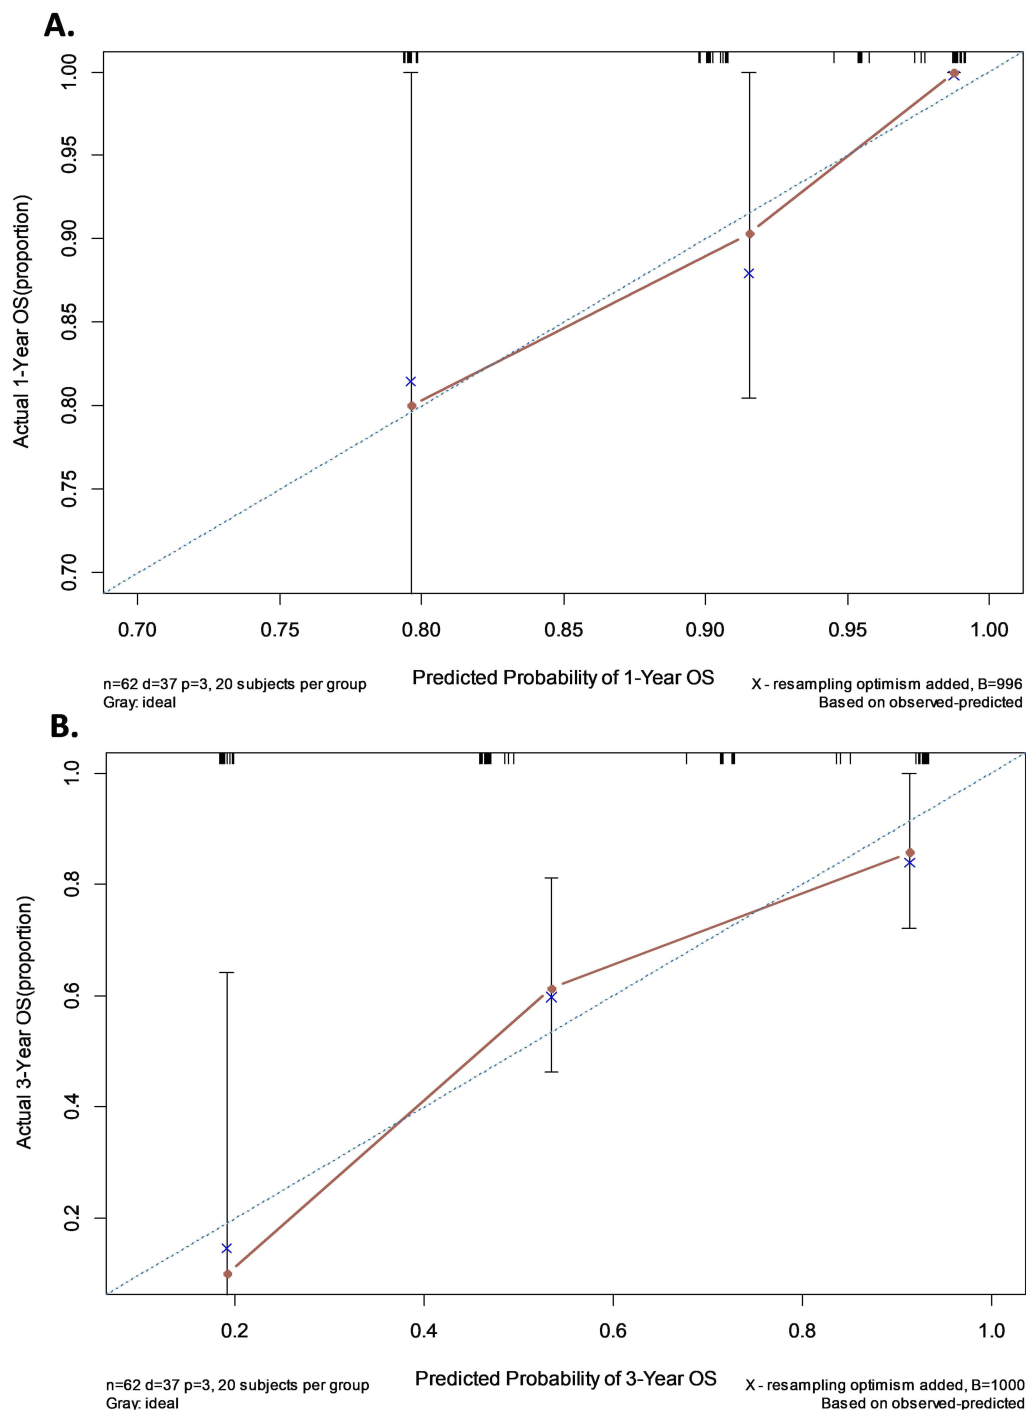 A.
1.00
0.95
0.90
0.85
0.80
0.75
0.70
Actual 1-Year OS(proportion)
0.70 0.75 0.80 0.85 0.90 0.95 1.00
Predicted Probability of 1-Year OS
n=62 d=37 p=3, 20 subjects per group
Gray: ideal
X - resampling optimism added, B=996
Based on observed-predicted
B.
1.0
0.8
0.6
0.4
0.2
Actual 3-Year OS(proportion)
0.2 0.4 0.6 0.8 1.0
Predicted Probability of 3-Year OS
n=62 d=37 p=3, 20 subjects per group
Gray: ideal
X - resampling optimism added, B=1000
Based on observed-predicted